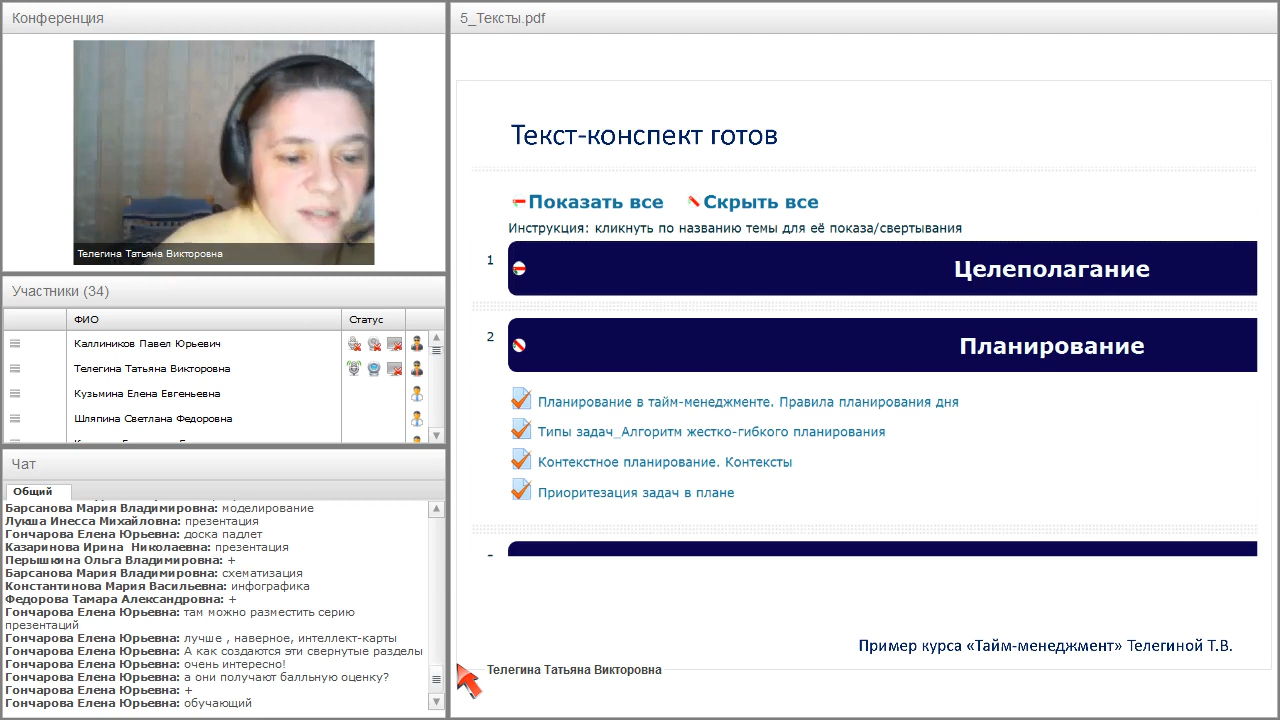 Конференция
Телегина Татьяна Викторовна
Участники (34)
ФИО
Статус
Каллиников Павел Юрьевич
Телегина Татьяна Викторовна
Кузьмина Елена Евгеньевна
Шляпина Светлана Федоровна
Чат
Общий
Барсанова Мария Владимировна: моделирование
Лукша Инесса Михайловна: презентация
Гончарова Елена Юрьевна: доска падлет
Казаринова Ирина Николаевна: презентация
Перышкина Ольга Владимировна: +
Барсанова Мария Владимировна: схематизация
Константинова Мария Васильевна: инфографика
Федорова Тамара Александровна: +
Гончарова Елена Юрьевна: там можно разместить серию
презентаций
Гончарова Елена Юрьевна: лучше , наверное, интеллект-карты
Гончарова Елена Юрьевна: А как создаются эти свернутые разделы
Гончарова Елена Юрьевна: очень интересно!
Гончарова Елена Юрьевна: а они получают балльную оценку?
Гончарова Елена Юрьевна: +
Гончарова Елена Юрьевна: обучающий
5_Тексты.pdf
Текст-конспект готов
Показать все Скрыть все
Инструкция: кликнуть по названию темы для её показа/свертывания
1 Целеполагание
2 Планирование
Планирование в тайм-менеджменте. Правила планирования дня
Типы задач_Алгоритм жестко-гибкого планирования
Контекстное планирование. Контексты
Приоритезация задач в плане
Пример курса «Тайм-менеджмент» Телегиной Т.В.
Телегина Татьяна Викторовна